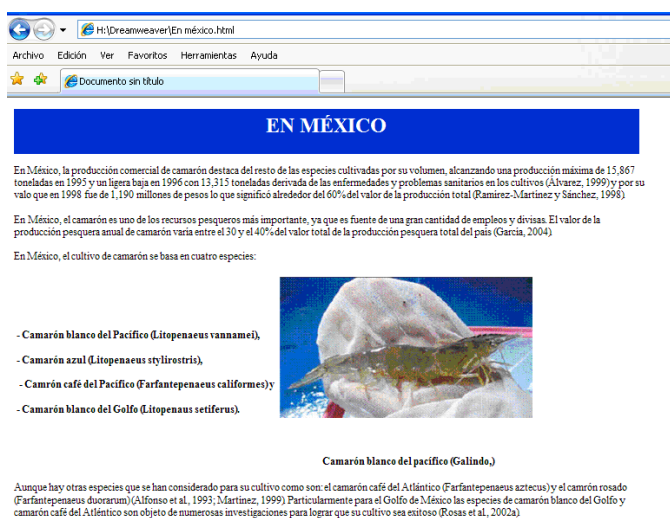 H:\Dreamweaver\En méxico.html
Archivo Edición Ver Favoritos Herramientas Ayuda
Documento sin título
EN MÉXICO
En México, la producción comercial de camarón destaca del resto de las especies cultivadas por su volumen, alcanzando una producción máxima de 15,867
toneladas en 1995 y un ligera baja en 1996 con 13,315 toneladas derivada de las enfermedades y problemas sanitarios en los cultivos (Álvarez, 1999) y por su
valo que en 1998 fue de 1,190 millones de pesos lo que significó alrededor del 60% del valor de la producción total (Ramirez-Martinez y Sánchez, 1998).
En México, el camarón es uno de los recursos pesqueros más importante, ya que es fuente de una gran cantidad de empleos y divisas. El valor de la
producción pesquera anual de camarón varia entre el 30 y el 40% del valor total de la producción pesquera total del país (García, 2004).
En México, el cultivo de camarón se basa en cuatro especies:
- Camarón blanco del Pacífico (Litopenaeus vannamei),
- Camarón azul (Litopenaeus stylirostris),
- Camrón café del Pacífico (Farfantepenaeus califormes) y
- Camarón blanco del Golfo (Litopenaus setiferus).
Camarón blanco del pacífico (Galindo,)
Aunque hay otras especies que se han considerado para su cultivo como son: el camarón café del Atlántico (Farfantepenaeus aztecus) y el camrón rosado
(Farfantepenaeus duorarum) (Alfonso et al., 1993; Martinez, 1999). Particularmente para el Golfo de México las especies de camarón blanco del Golfo y
camarón café del Atléntico son objeto de numerosas investigaciones para lograr que su cultivo sea exitoso (Rosas et al., 2002a).